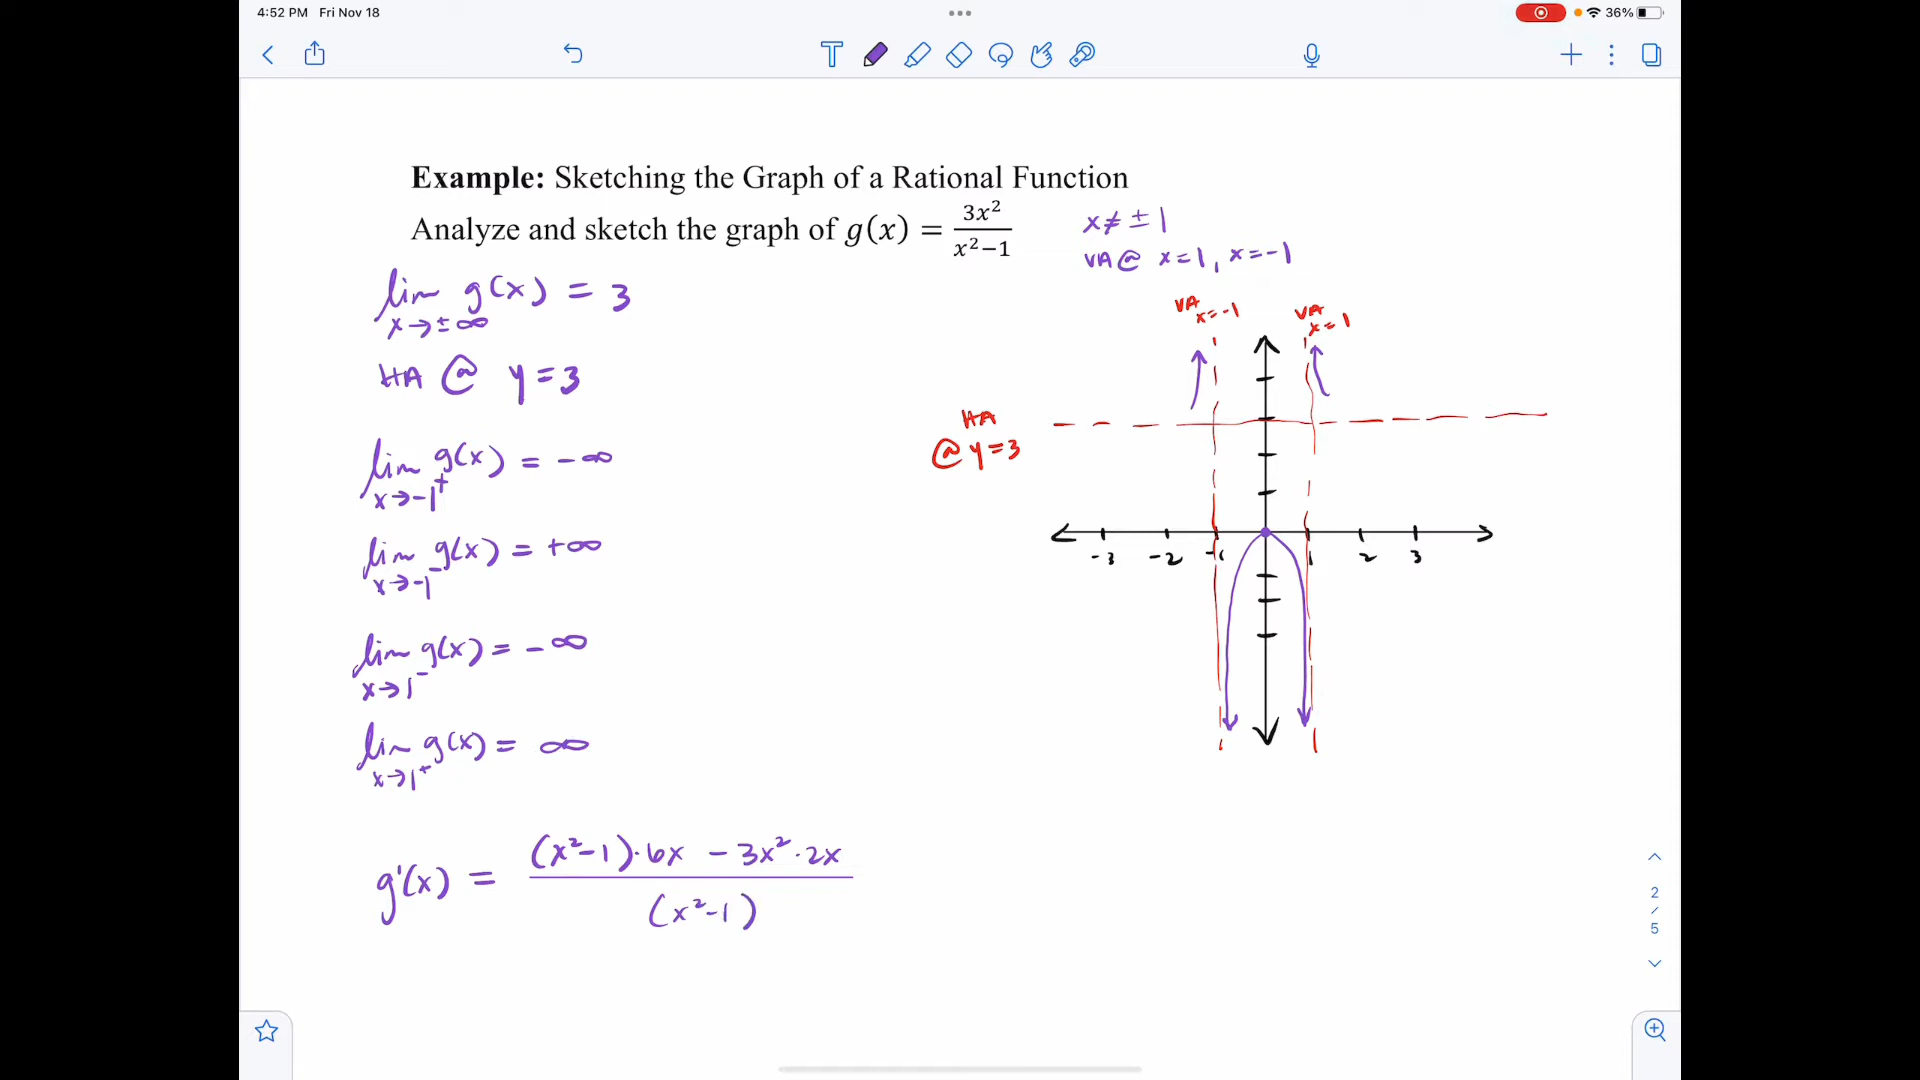 4:52 PM Fri Nov 18
36%
T
Example: Sketching the Graph of a Rational Function
Analyze and sketch the graph of g(x) = 3x²/(x²−1)
x ≠ ±1
VA @ x=1, x=-1
lim g(x) = 3
x→±∞
HA @ y=3
lim g(x) = -∞
x→-1⁺
lim g(x) = +∞
x→-1⁻
lim g(x) = -∞
x→1⁻
lim g(x) = ∞
x→1⁺
g'(x) = ((x²-1)·6x - 3x²·2x)/(x²-1)
VA x=-1
VA x=1
HA
@ y=3
-3 -2 -1 1 2 3
2
/
5